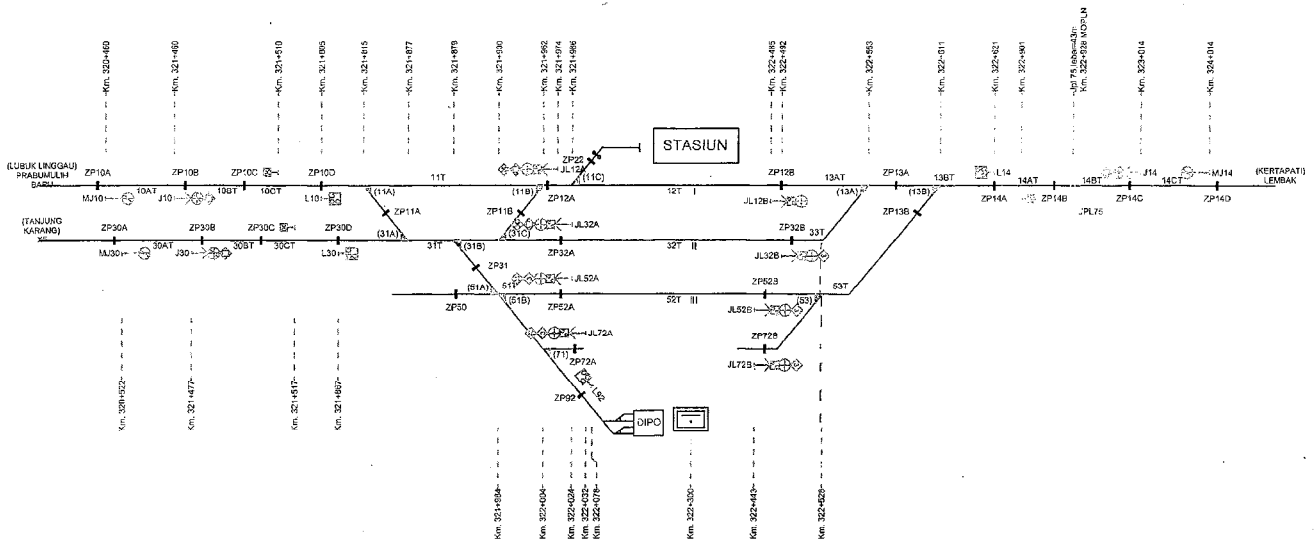 Km. 320+460
Km. 321+460
Km. 321+510
Km. 321+605
Km. 321+815
Km. 321+877
Km. 321+879
Km. 321+962
Km. 321+974
Km. 321+986
Km. 322+485
Km. 322+492
Km. 322+553
Km. 322+621
Km. 322+901
Km. 322+928 MOPLN
Km. 323+014
Km. 324+014
STASIUN
(LUBUK LINGGAU)
PRABUMULIH
BARU
ZP10A
10AT
ZP10B
10BT
ZP10C
10CT
ZP10D
(11A)
11T
(11B)
JL12A
ZP22
ZP12A
(11C)
12T
I
ZP12B
13AT
(13A)
ZP13A
(13B)
13BT
L14
ZP14A
14AT
ZP14B
14BT
J14
ZP14C
14CT
MJ14
ZP14D
(KERTAPATI)
LEMBAK
MJ10
J10
L10
ZP11A
ZP11B
JL32A
JL12B
ZP13B
JPL75
(TANJUNG
KARANG)
ZP30A
30AT
ZP30B
30BT
ZP30C
30CT
ZP30D
(31A)
31T
(31B)
(31C)
ZP32A
32T
II
ZP32B
33T
MJ30
J30
L30
ZP31
JL52A
JL32B
(51A)
51T
(51B)
ZP50
ZP52A
52T
III
ZP52B
(53)
53T
JL52B
JL72A
(71)
ZP72A
ZP72B
JL72B
L92
ZP92
DIPO
Km. 320+522
Km. 321+477
Km. 321+517
Km. 321+667
Km. 321+984
Km. 322+004
Km. 322+024
Km. 322+032
Km. 322+078
Km. 322+300
Km. 322+443
Km. 322+528